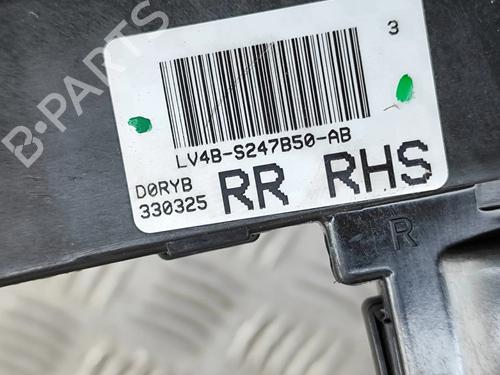 3
LV4B-S247B50-AB
D0RYB
330325
RR RHS
R
B-PARTS